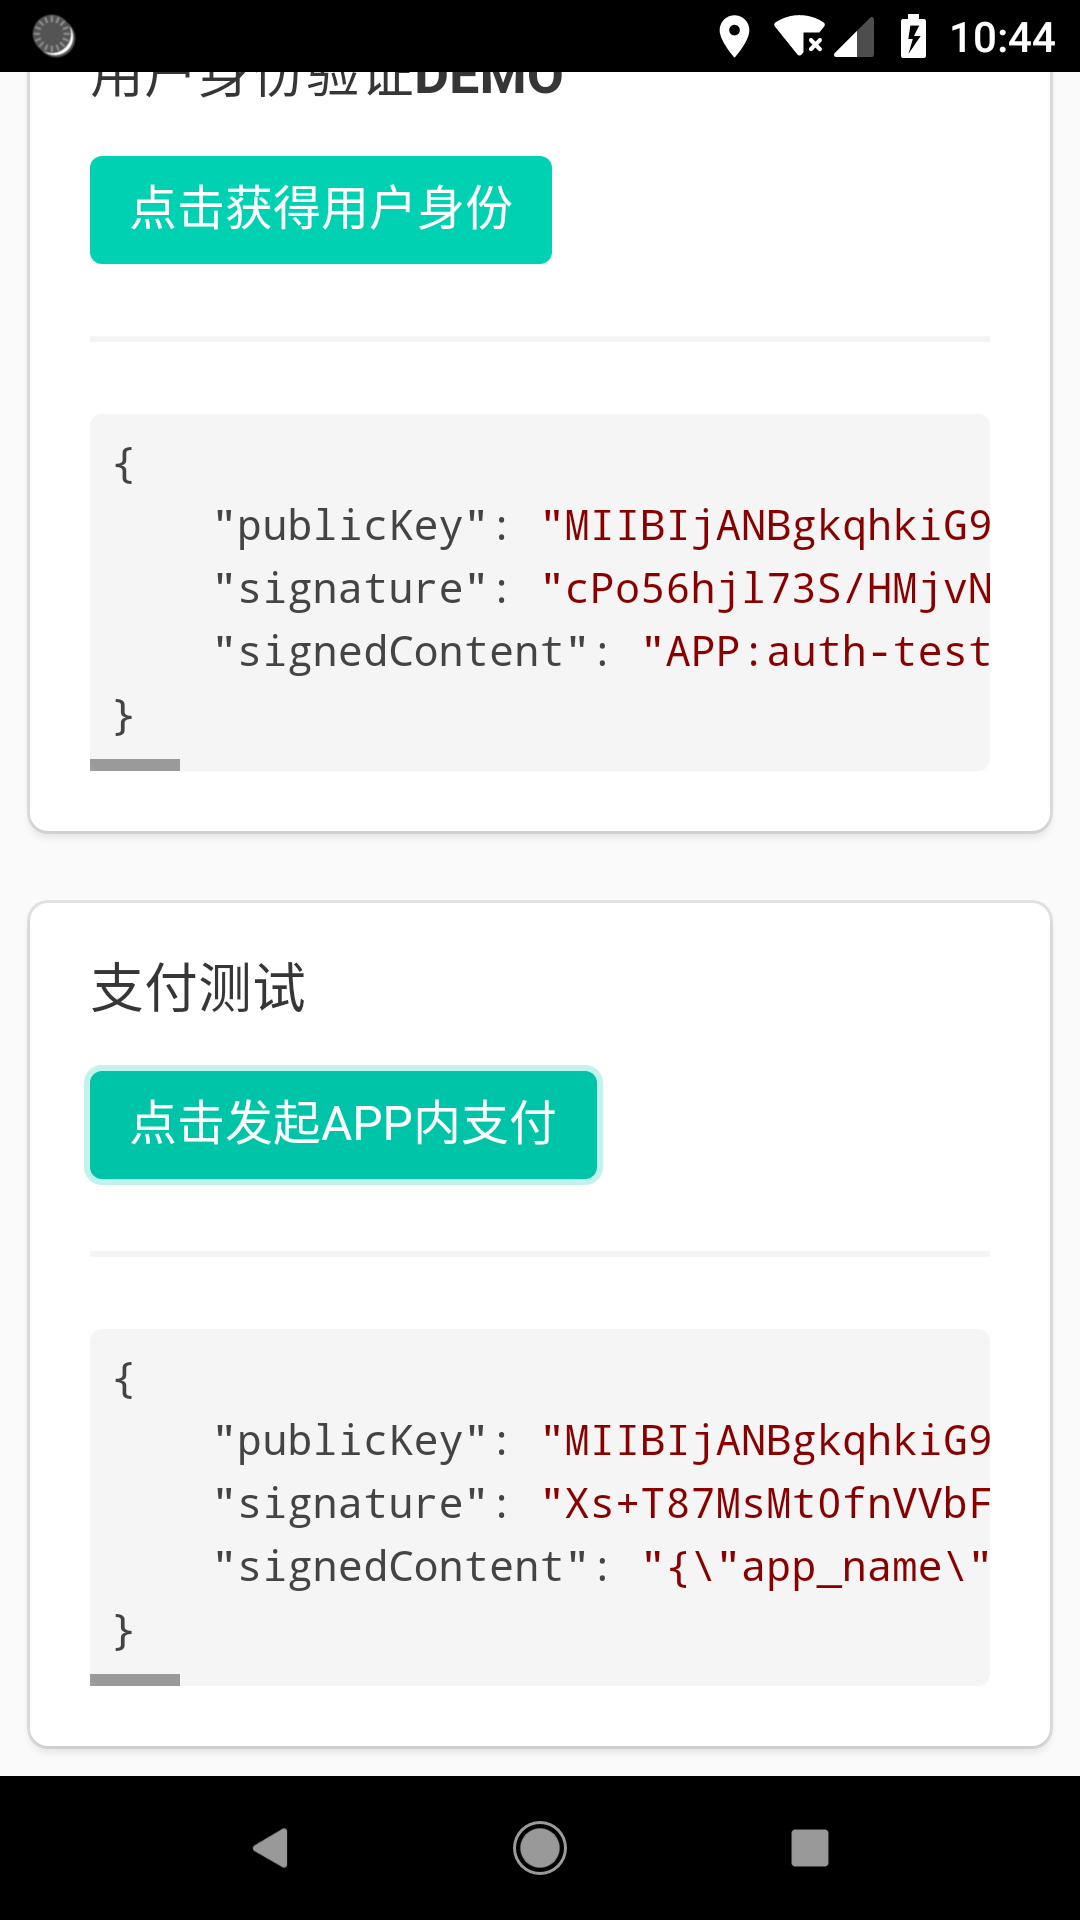 10:44
用户身份验证DEMO
点击获得用户身份
{
"publicKey": "MIIBIjANBgkqhkiG9
"signature": "cPo56hjl73S/HMjvN
"signedContent": "APP:auth-test
}
支付测试
点击发起APP内支付
{
"publicKey": "MIIBIjANBgkqhkiG9
"signature": "Xs+T87MsMt0fnVVbF
"signedContent": "{\"app_name\"
}